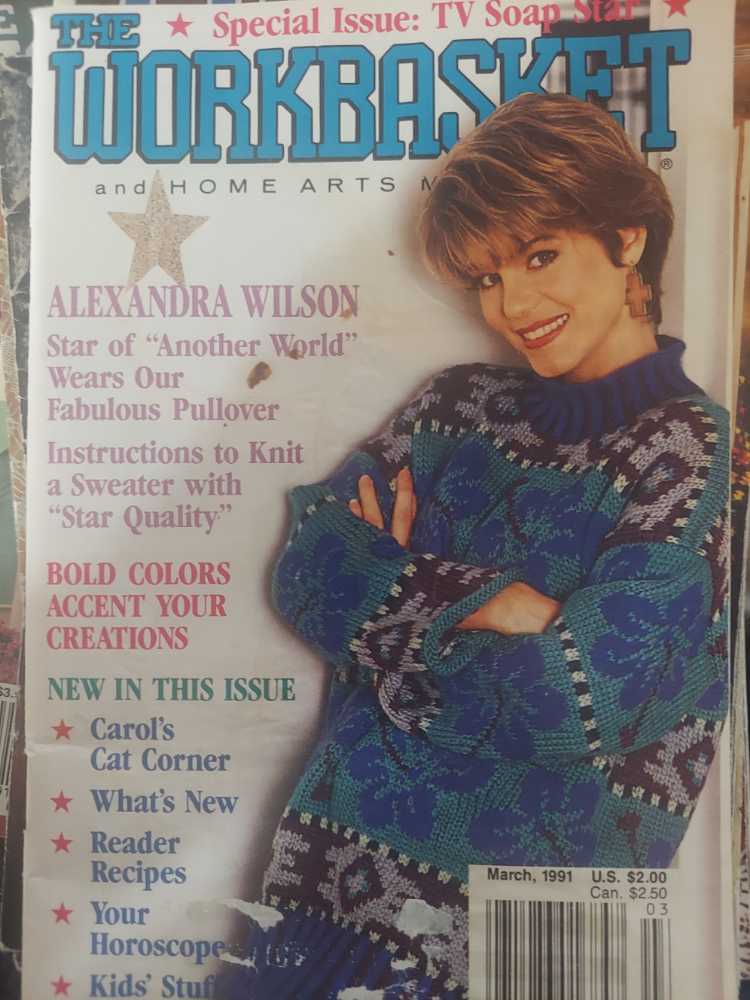 ★ Special Issue: TV Soap Star ★
THE
WORKBASKET
and HOME ARTS
ALEXANDRA WILSON
Star of “Another World”
Wears Our
Fabulous Pullover
Instructions to Knit
a Sweater with
“Star Quality”
BOLD COLORS
ACCENT YOUR
CREATIONS
NEW IN THIS ISSUE
★ Carol's
Cat Corner
★ What's New
★ Reader
Recipes
★ Your
Horoscope
★ Kids' Stuff
March, 1991 U.S. $2.00
Can. $2.50
03